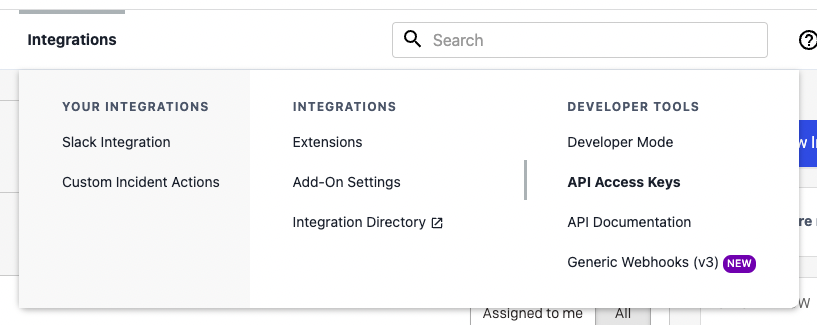 Integrations
Search
YOUR INTEGRATIONS
Slack Integration
Custom Incident Actions
INTEGRATIONS
Extensions
Add-On Settings
Integration Directory
DEVELOPER TOOLS
Developer Mode
API Access Keys
API Documentation
Generic Webhooks (v3) NEW
Assigned to me
All